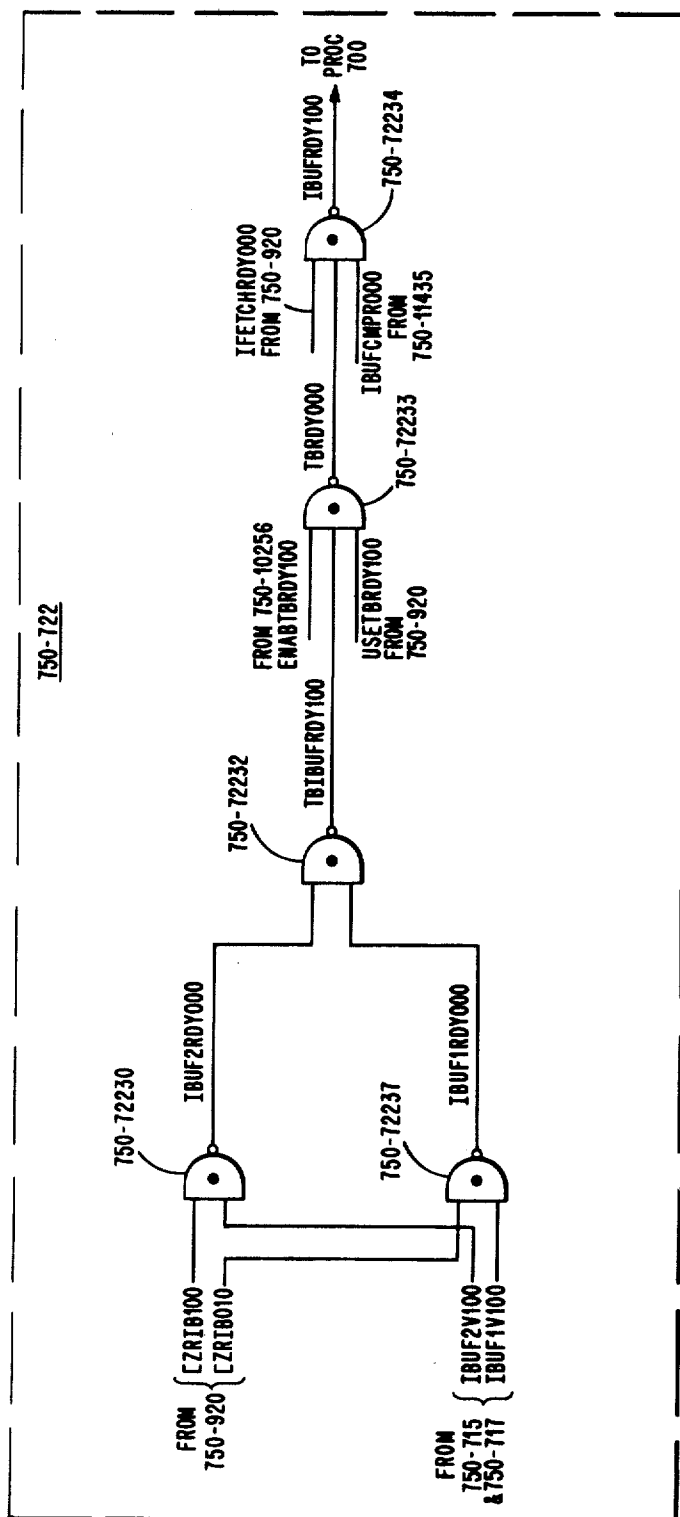 750-722
750-72230
IBUF2RDY000
750-72232
TBIBUFRDY100
FROM 750-10256
ENABTBRDY100
TBRDY000
IFETCHRDY000
FROM 750-920
IBUFRDY100
TO
PROC
700
[ZRIB100
[ZRIB010
FROM
750-920
IBUF2V100
IBUF1V100
FROM
750-715
&750-717
750-72237
IBUF1RDY000
USETBRDY100
FROM
750-920
750-72233
IBUFCMPR000
FROM
750-11435
750-72234